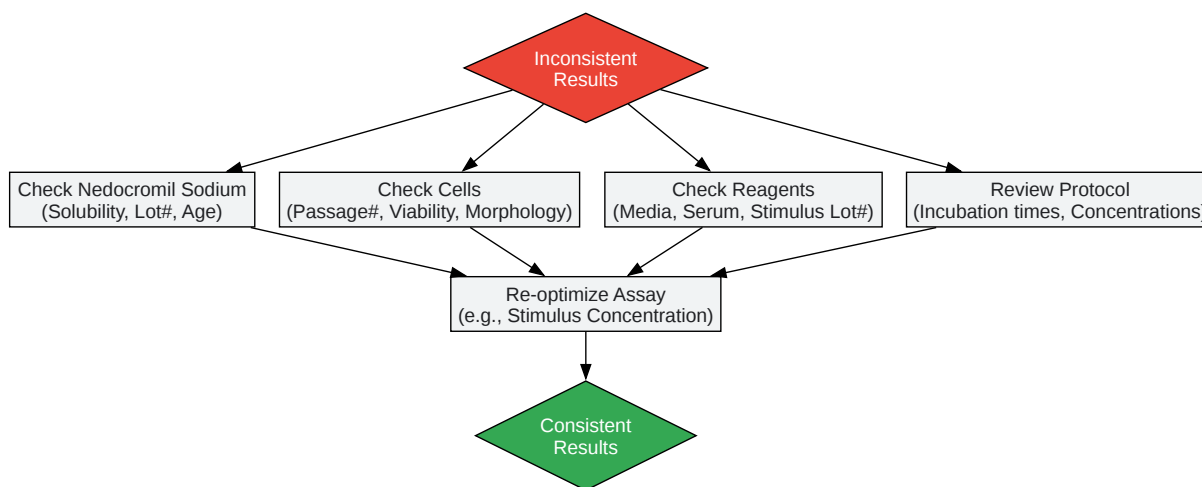 Inconsistent
Results
Check Nedocromil Sodium
(Solubility, Lot#, Age)
Check Cells
(Passage#, Viability, Morphology)
Check Reagents
(Media, Serum, Stimulus Lot#)
Review Protocol
(Incubation times, Concentrations)
Re-optimize Assay
(e.g., Stimulus Concentration)
Consistent
Results